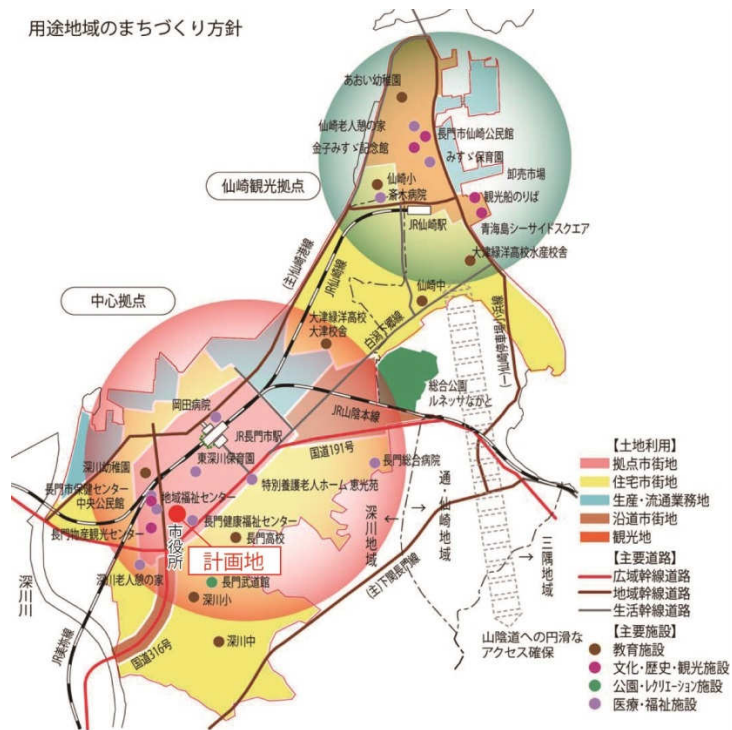 用途地域のまちづくり方針
あおい幼稚園
仙崎老人憩の家
長門市仙崎公民館
金子みすゞ記念館
みすゞ保育園
卸売市場
仙崎観光拠点
仙崎小
斎木病院
観光船のりば
JR仙崎駅
青海島シーサイドスクエア
(主)仙崎港線
JR仙崎線
大津緑洋高校水産校舎
中心拠点
仙崎中
大津緑洋高校
大津校舎
白潟下郷線
(一)仙崎停車場小浜線
総合公園
ルネッサながと
岡田病院
JR山陰本線
JR長門市駅
国道191号
東深川保育園
深川幼稚園
長門総合病院
長門市保健センター
地域福祉センター
特別養護老人ホーム 恵光苑
中央公民館
長門物産観光センター
市役所
長門健康福祉センター
長門高校
計画地
深川老人憩の家
長門武道館
深川小
深川川
深川地域
通・仙崎地域
三隅地域
(主)下関長門線
JR美祢線
国道316号
深川中
山陰道への円滑な
アクセス確保
【土地利用】
拠点市街地
住宅市街地
生産・流通業務地
沿道市街地
観光地
【主要道路】
広域幹線道路
地域幹線道路
生活幹線道路
【主要施設】
教育施設
文化・歴史・観光施設
公園・レクリエーション施設
医療・福祉施設